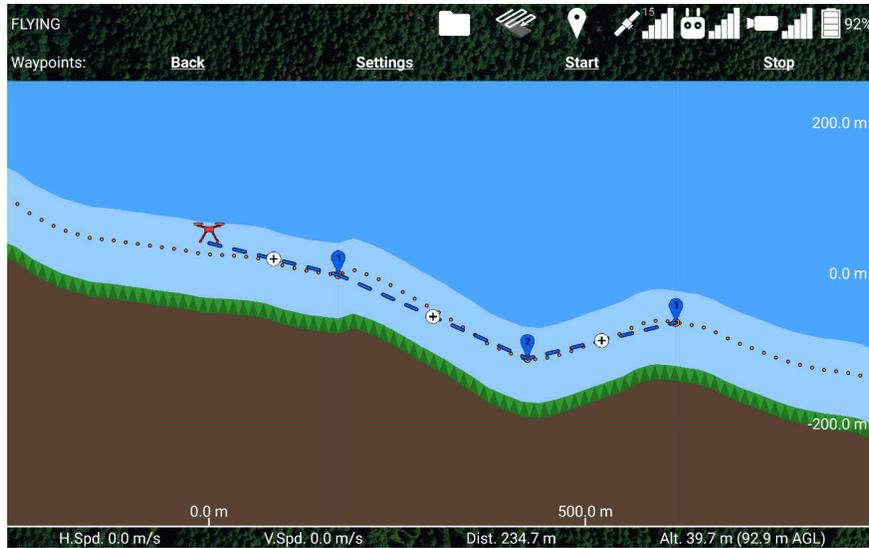 FLYING
15
92%
Waypoints: Back Settings Start Stop
200.0 m
1
0.0 m
3
2
-200.0 m
0.0 m 500.0 m
H.Spd. 0.0 m/s V.Spd. 0.0 m/s Dist. 234.7 m Alt. 39.7 m (92.9 m AGL)